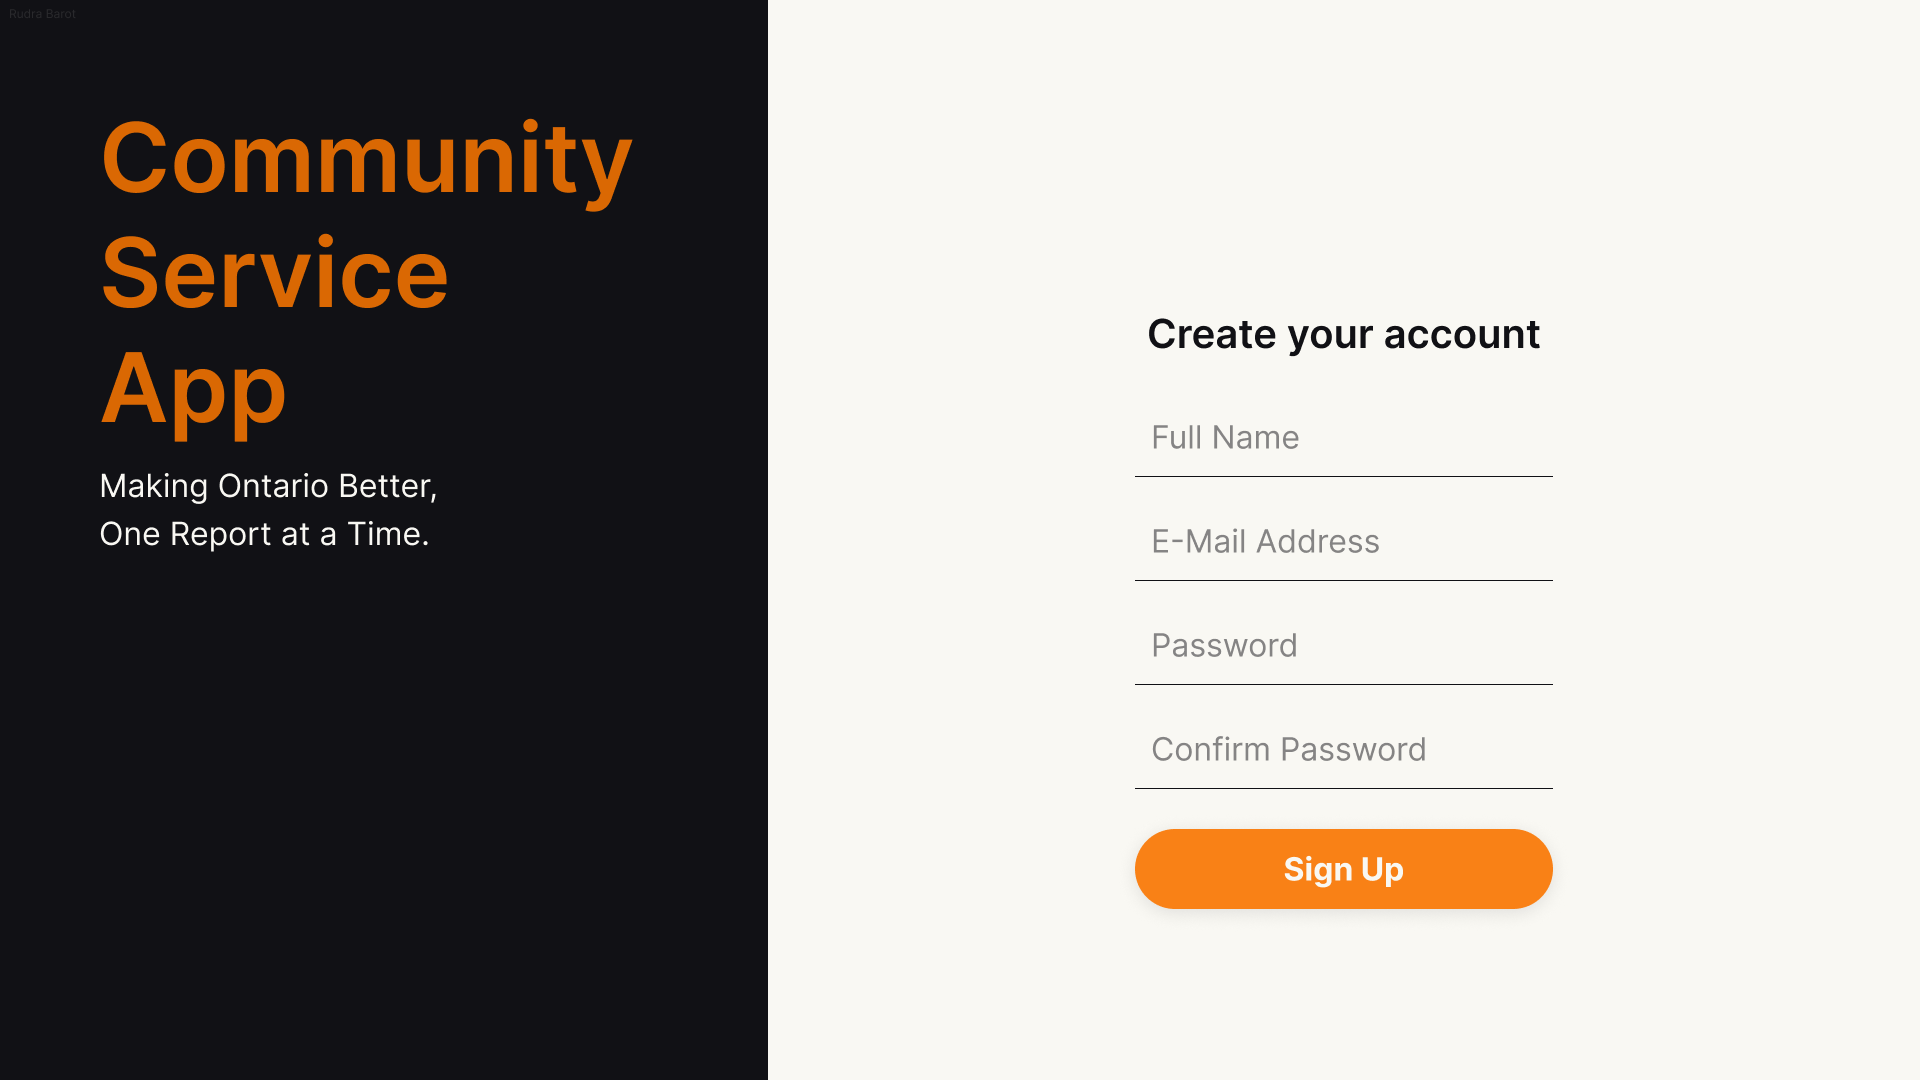 Rudra Barot
Community
Service
App
Making Ontario Better,
One Report at a Time.
Create your account
Full Name
E-Mail Address
Password
Confirm Password
Sign Up